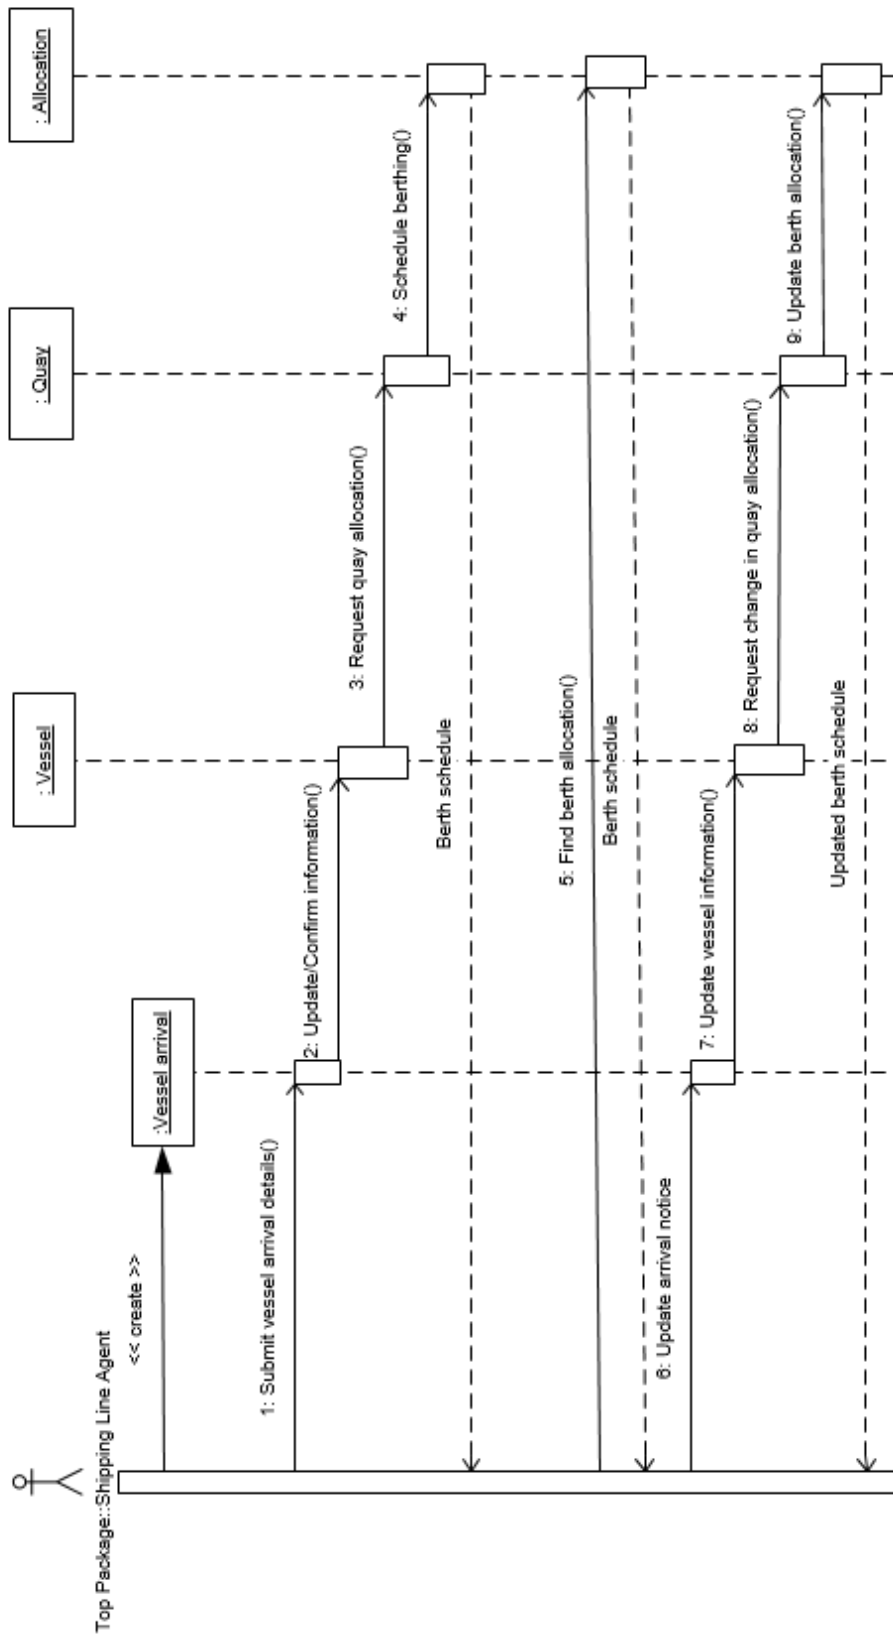 Top Package::Shipping Line Agent
:Vessel arrival
: Vessel
: Quay
: Allocation
<< create >>
1: Submit vessel arrival details()
2: Update/Confirm information()
3: Request quay allocation()
4: Schedule berthing()
Berth schedule
5: Find berth allocation()
Berth schedule
6: Update arrival notice
7: Update vessel information()
8: Request change in quay allocation()
9: Update berth allocation()
Updated berth schedule